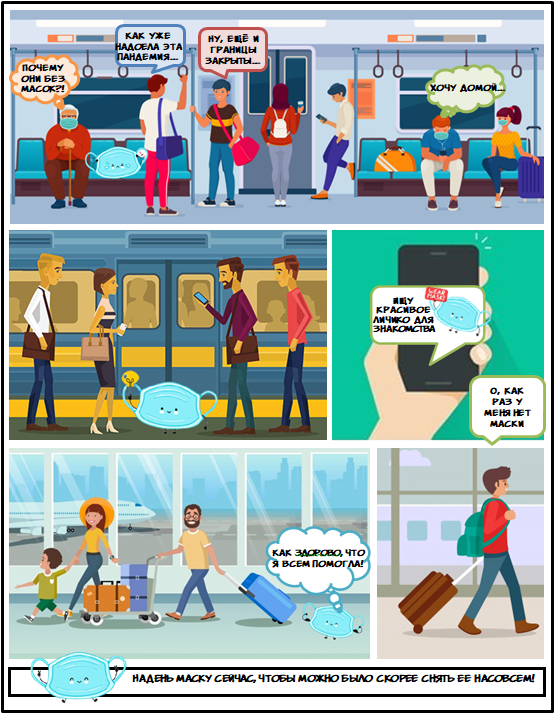 ПОЧЕМУ
ОНИ БЕЗ
МАСОК?!
КАК УЖЕ
НАДОЕЛА ЭТА
ПАНДЕМИЯ...
НУ, ЕЩЁ И
ГРАНИЦЫ
ЗАКРЫТЫ...
ХОЧУ ДОМОЙ...
WEAR
MASK!
ИЩУ
КРАСИВОЕ
ЛИЧИКО ДЛЯ
ЗНАКОМСТВА
О, КАК
РАЗ У
МЕНЯ НЕТ
МАСКИ
КАК ЗДОРОВО, ЧТО
Я ВСЕМ ПОМОГЛА!
НАДЕНЬ МАСКУ СЕЙЧАС, ЧТОБЫ МОЖНО БЫЛО СКОРЕЕ СНЯТЬ ЕЕ НАСОВСЕМ!